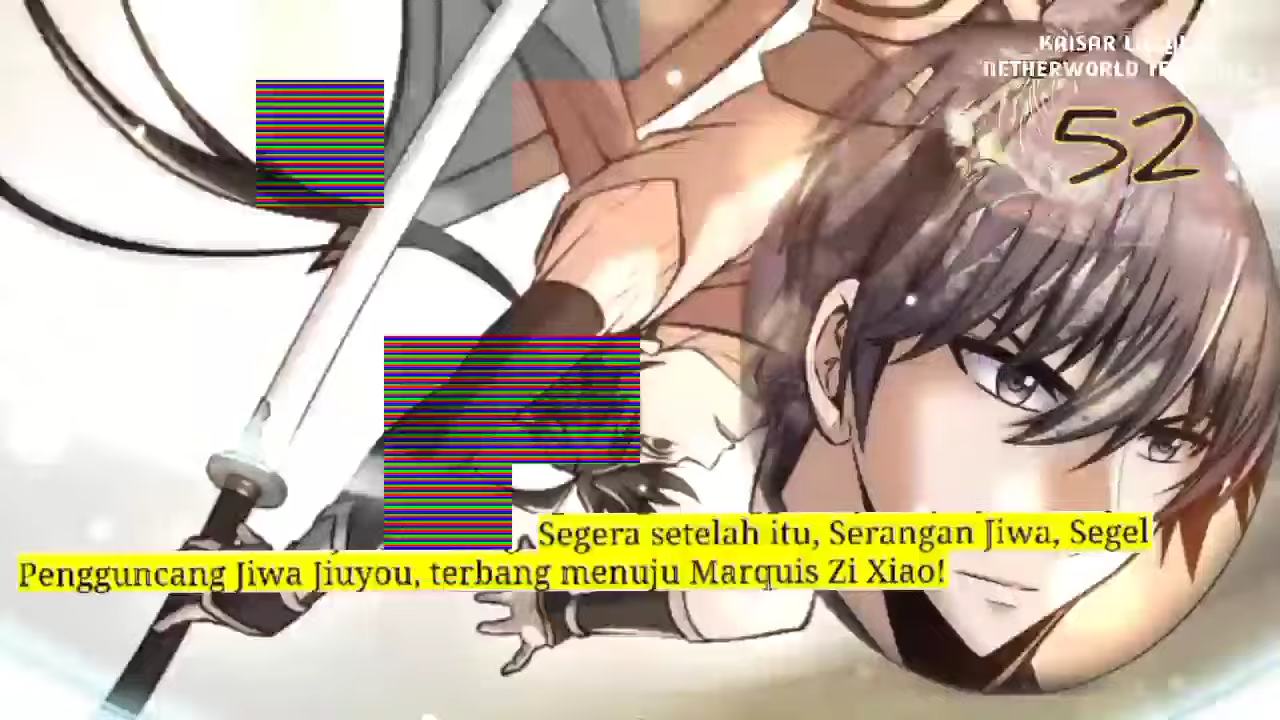 KAISAR
NETHERWORLD
52
Segera setelah itu, Serangan Jiwa, Segel
Pengguncang Jiwa Jiuyou, terbang menuju Marquis Zi Xiao!